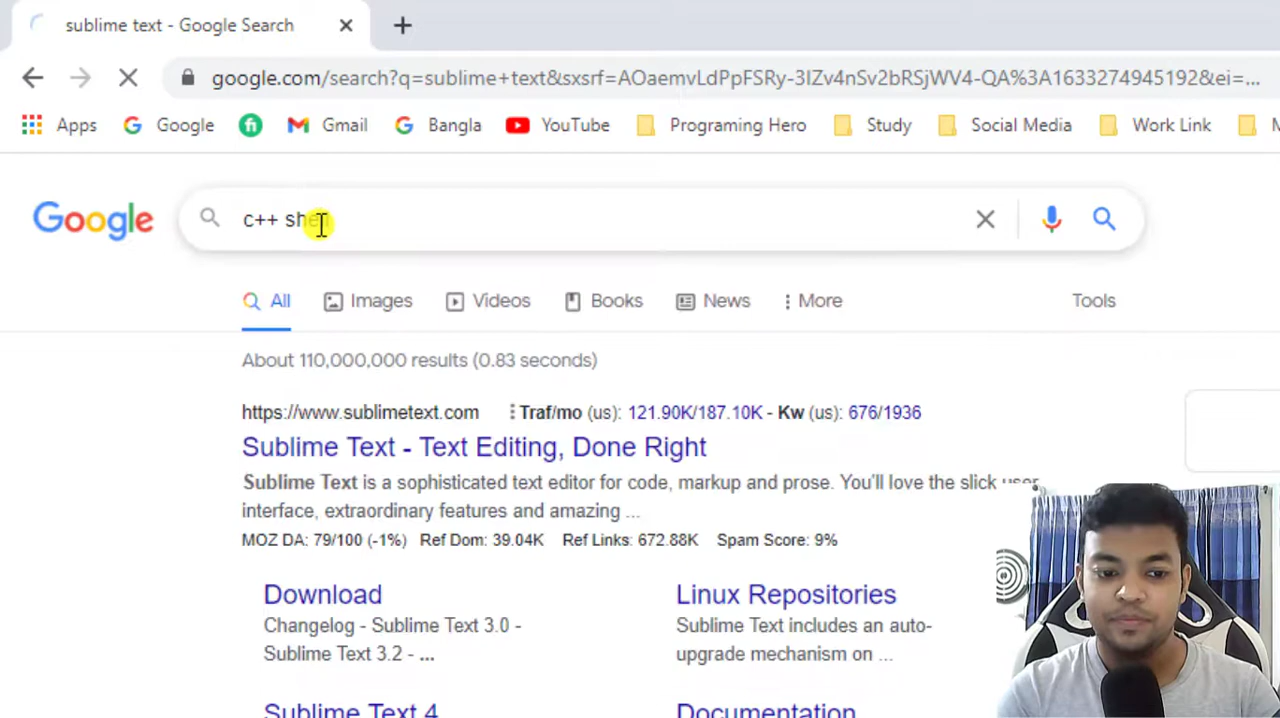 sublime text - Google Search
google.com/search?q=sublime+text&sxsrf=AOaemvLdPpFSRy-3IZv4nSv2bRSjWV4-QA%3A1633274945192&ei=...
Apps Google Gmail Bangla YouTube Programing Hero Study Social Media Work Link
Google c++ she
All Images Videos Books News More Tools
About 110,000,000 results (0.83 seconds)
https://www.sublimetext.com Traf/mo (us): 121.90K/187.10K - Kw (us): 676/1936
Sublime Text - Text Editing, Done Right
Sublime Text is a sophisticated text editor for code, markup and prose. You'll love the slick user
interface, extraordinary features and amazing ...
MOZ DA: 79/100 (-1%) Ref Dom: 39.04K Ref Links: 672.88K Spam Score: 9%
Download Linux Repositories
Changelog - Sublime Text 3.0 - Sublime Text includes an auto-
Sublime Text 3.2 - ... upgrade mechanism on ...
Sublime Text 4 Documentation